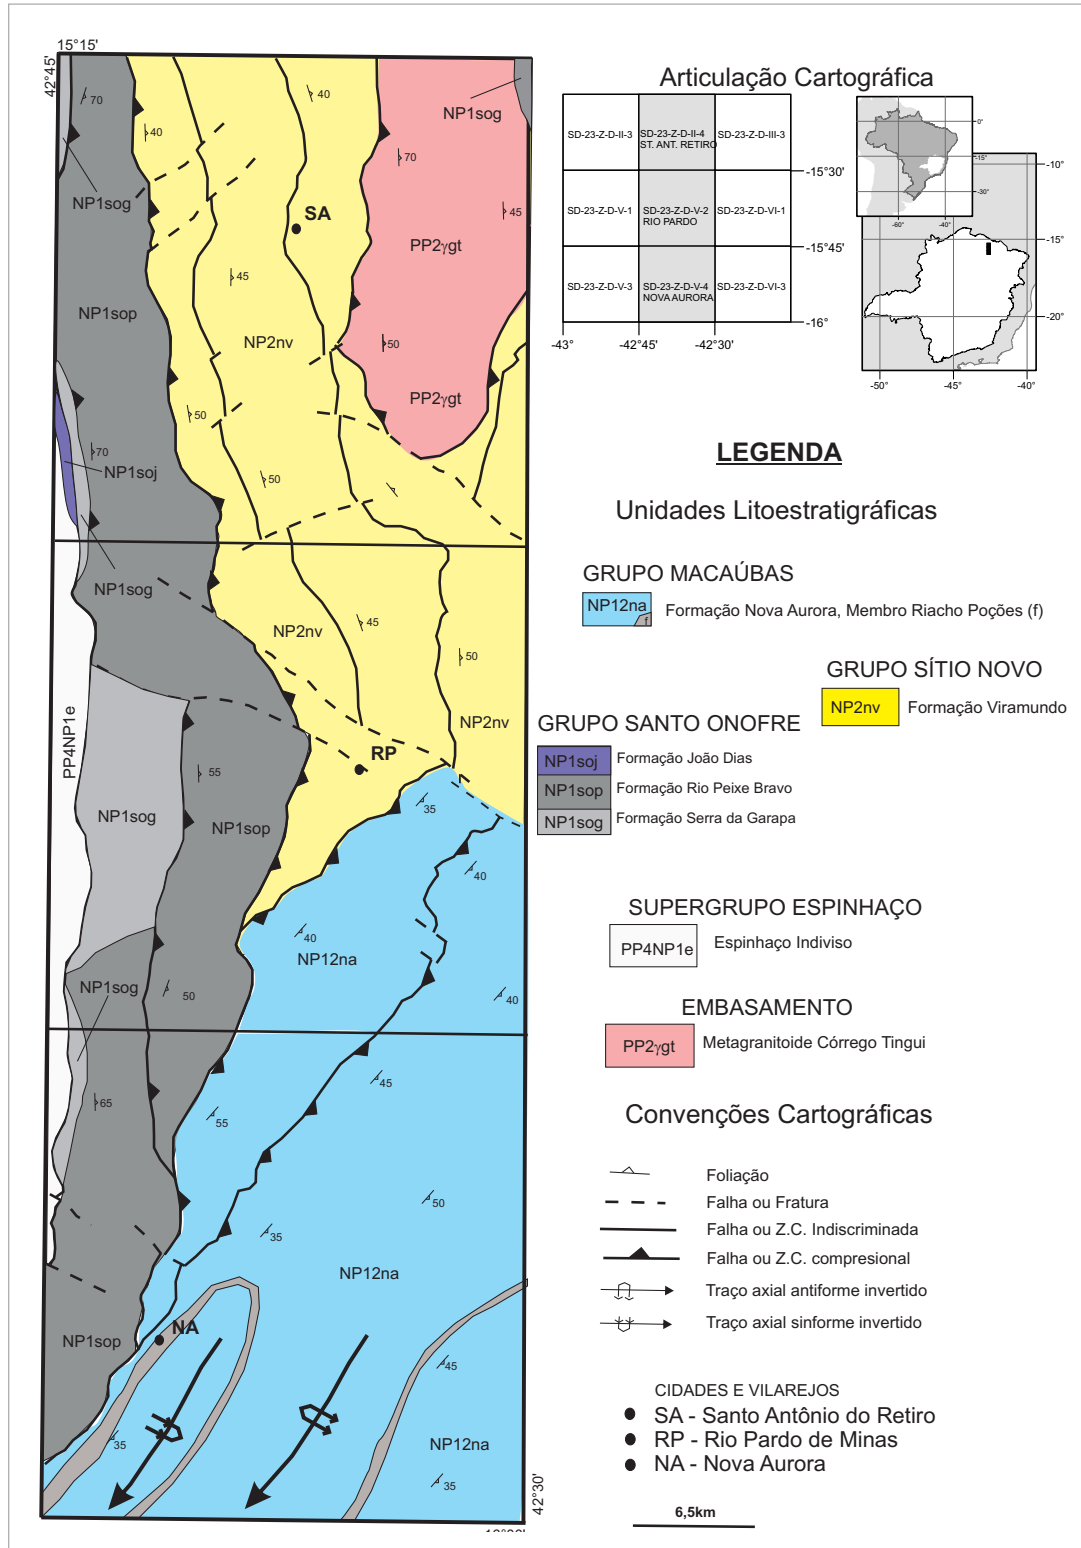 15°15'
42°45'
70
40
40
NP1sog
70
NP1sog
SA
45
NP1sop
PP2γgt
45
NP2nv
50
PP2γgt
50
70
NP1soj
50
NP1sog
NP2nv
45
50
PP4NP1e
NP2nv
RP
55
35
NP1sog
NP1sop
40
40
NP12na
NP1sog
50
40
45
65
55
50
35
NP12na
NA
NP1sop
45
35
NP12na
35
42°30'
Articulação Cartográfica
SD-23-Z-D-II-3
SD-23-Z-D-II-4
ST. ANT. RETIRO
SD-23-Z-D-III-3
-15°30'
SD-23-Z-D-V-1
SD-23-Z-D-V-2
RIO PARDO
SD-23-Z-D-VI-1
-15°45'
SD-23-Z-D-V-3
SD-23-Z-D-V-4
NOVA AURORA
SD-23-Z-D-VI-3
-16°
-43°
-42°45'
-42°30'
0°
-15°
-30°
-60°
-40°
-10°
-15°
-20°
-50°
-45°
-40°
LEGENDA
Unidades Litoestratigráficas
GRUPO MACAÚBAS
NP12na
f
Formação Nova Aurora, Membro Riacho Poções (f)
GRUPO SÍTIO NOVO
NP2nv
Formação Viramundo
GRUPO SANTO ONOFRE
NP1soj
Formação João Dias
NP1sop
Formação Rio Peixe Bravo
NP1sog
Formação Serra da Garapa
SUPERGRUPO ESPINHAÇO
PP4NP1e
Espinhaço Indiviso
EMBASAMENTO
PP2γgt
Metagranitoide Córrego Tingui
Convenções Cartográficas
Foliação
Falha ou Fratura
Falha ou Z.C. Indiscriminada
Falha ou Z.C. compresional
Traço axial antiforme invertido
Traço axial sinforme invertido
CIDADES E VILAREJOS
SA - Santo Antônio do Retiro
RP - Rio Pardo de Minas
NA - Nova Aurora
6,5km